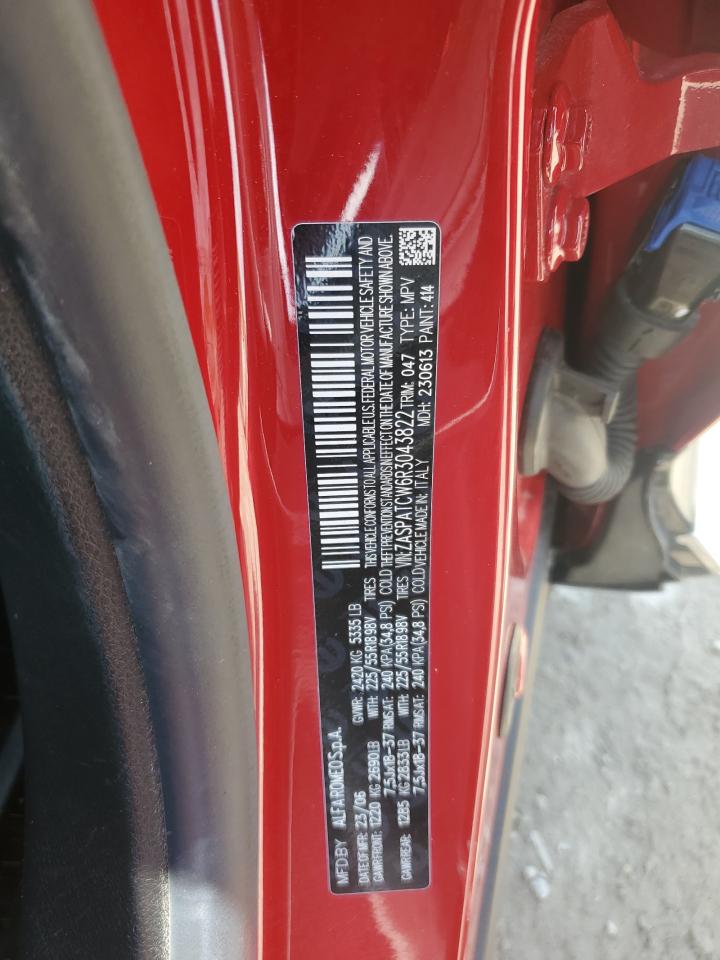 MFD BY ALFA ROMEO S.p.A.
DATE OF MFR: 23/06 GVWR: 2420 KG 5335 LB
GAWR FRONT: 1220 KG 2690 LB WITH: 225/55R18 98V TIRES
7,5Jx18-37 RIMS AT: 240 KPA(34,8 PSI) COLD
GAWR REAR: 1285 KG 2833 LB WITH: 225/55R18 98V TIRES
7,5Jx18-37 RIMS AT: 240 KPA(34,8 PSI) COLD
THIS VEHICLE CONFORMS TO ALL APPLICABLE U.S. FEDERAL MOTOR VEHICLE SAFETY AND
THEFT PREVENTION STANDARDS IN EFFECT ON THE DATE OF MANUFACTURE SHOWN ABOVE.
VIN: ZASPATCW6R3043822 TRIM: 047 TYPE: MPV
VEHICLE MADE IN: ITALY MDH: 230613 PAINT: 414